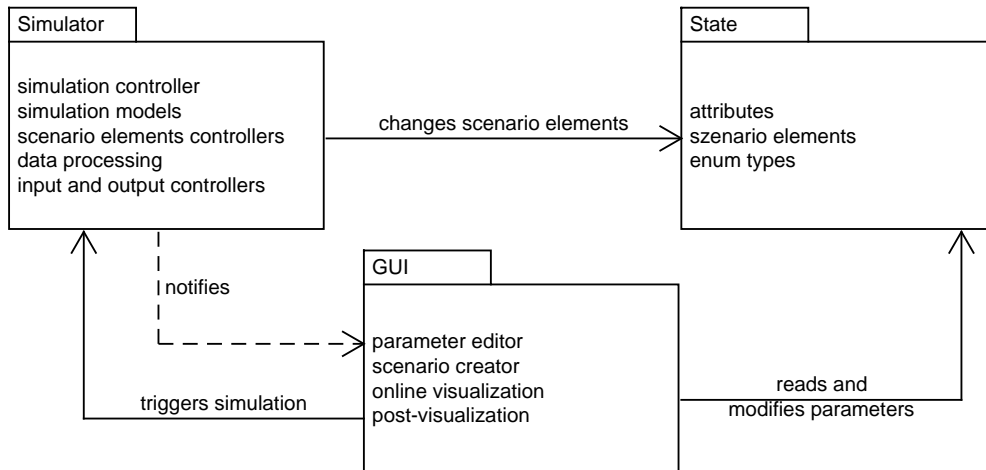 Simulator
simulation controller
simulation models
scenario elements controllers
data processing
input and output controllers
changes scenario elements
State
attributes
szenario elements
enum types
notifies
GUI
parameter editor
scenario creator
online visualization
post-visualization
triggers simulation
reads and
modifies parameters